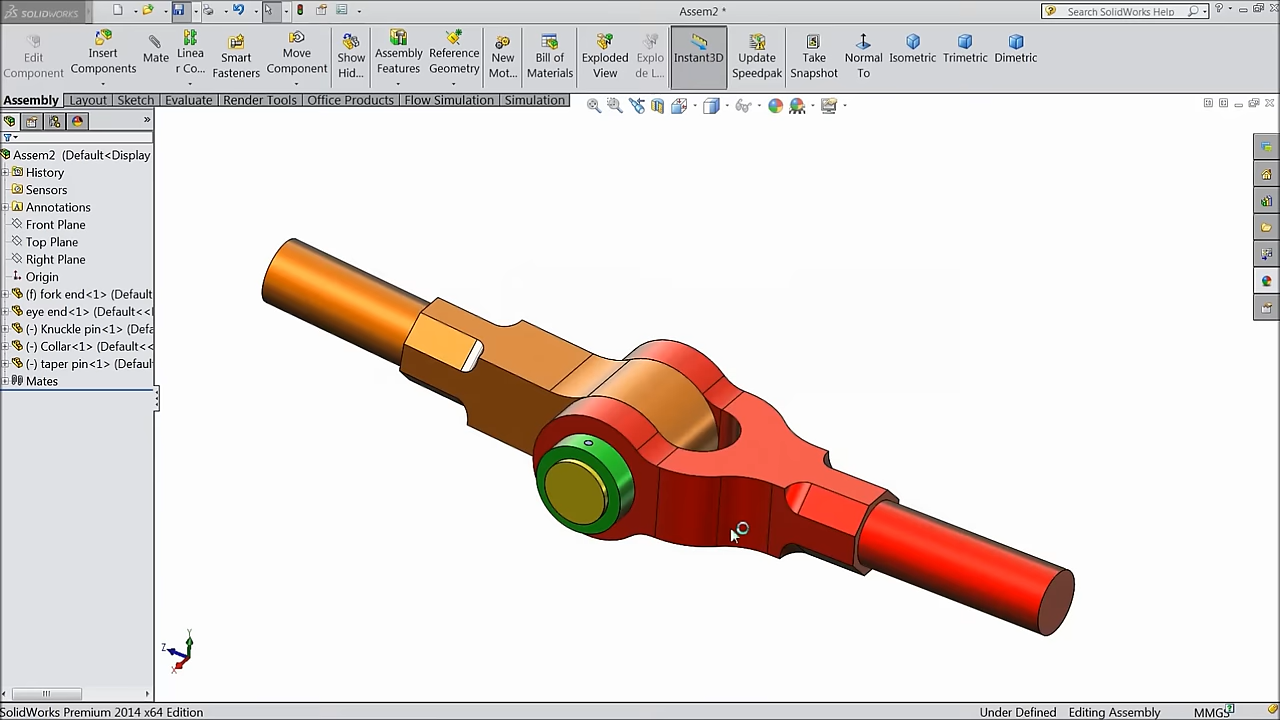 SOLIDWORKS
Assem2 *
Search SolidWorks Help
Edit Component
Insert Components
Mate
Linea r Co...
Smart Fasteners
Move Component
Show Hid...
Assembly Features
Reference Geometry
New Mot...
Bill of Materials
Exploded View
Explo de L...
Instant3D
Update Speedpak
Take Snapshot
Normal To
Isometric
Trimetric
Dimetric
Assembly Layout Sketch Evaluate Render Tools Office Products Flow Simulation Simulation
Assem2 (Default<Display
History
Sensors
Annotations
Front Plane
Top Plane
Right Plane
Origin
(f) fork end<1> (Default
eye end<1> (Default<<
(-) Knuckle pin<1> (Defa
(-) Collar<1> (Default<<
(-) taper pin<1> (Default
Mates
Y
Z
X
SolidWorks Premium 2014 x64 Edition
Under Defined Editing Assembly MMGS